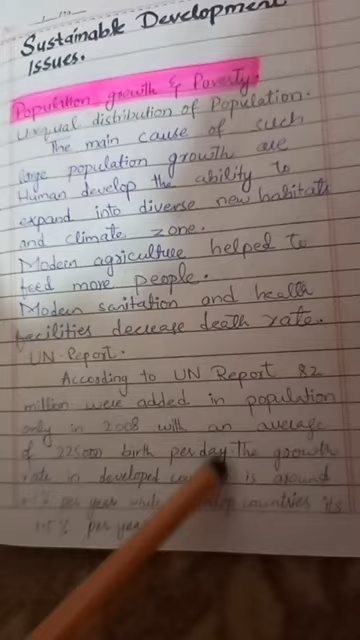 Sustainable Development
Issues.
Population growth & Poverty.
Unequal distribution of Population.
The main cause of such
large population growth are
Human develop the ability to
expand into diverse new habitats
and climate zone.
Modern agriculture helped to
feed more people.
Modern sanitation and health
facilities decrease death rate.
UN-Report.
According to UN Report 82
million were added in population
only in 2008 with an average
of 225000 birth per day. The growth
rate in developed is around
per year while countries its
1.5% per year